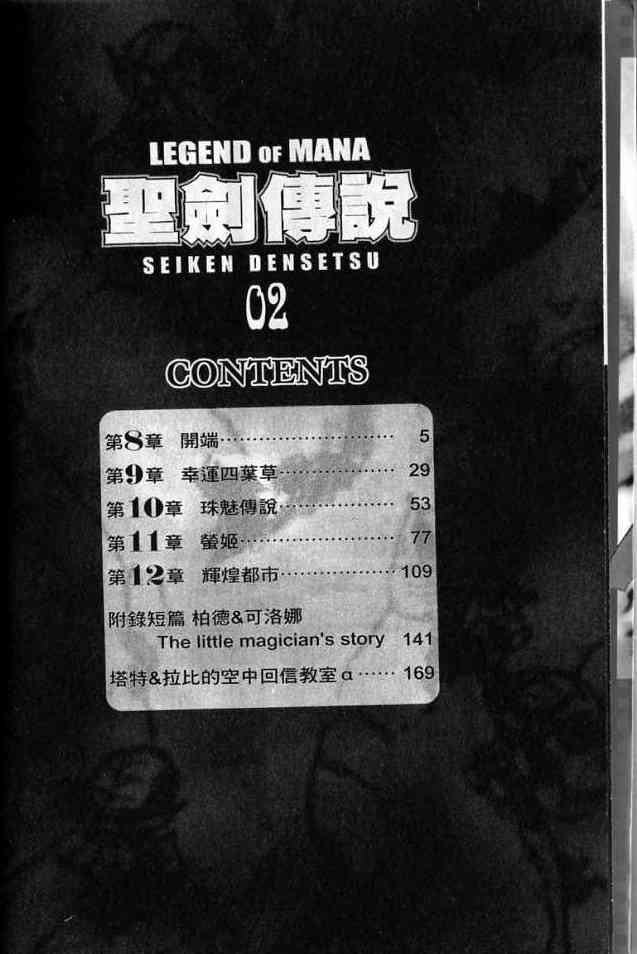 LEGEND OF MANA
聖劍傳說
SEIKEN DENSETSU
02
CONTENTS
第8章 開端⋯⋯⋯⋯⋯⋯⋯⋯⋯ 5
第9章 幸運四葉草⋯⋯⋯⋯⋯⋯ 29
第10章 珠魅傳說⋯⋯⋯⋯⋯⋯ 53
第11章 螢姬⋯⋯⋯⋯⋯⋯⋯⋯ 77
第12章 輝煌都市⋯⋯⋯⋯⋯⋯ 109
附錄短篇 柏德&可洛娜
The little magician's story 141
塔特&拉比的空中回信教室α⋯⋯ 169